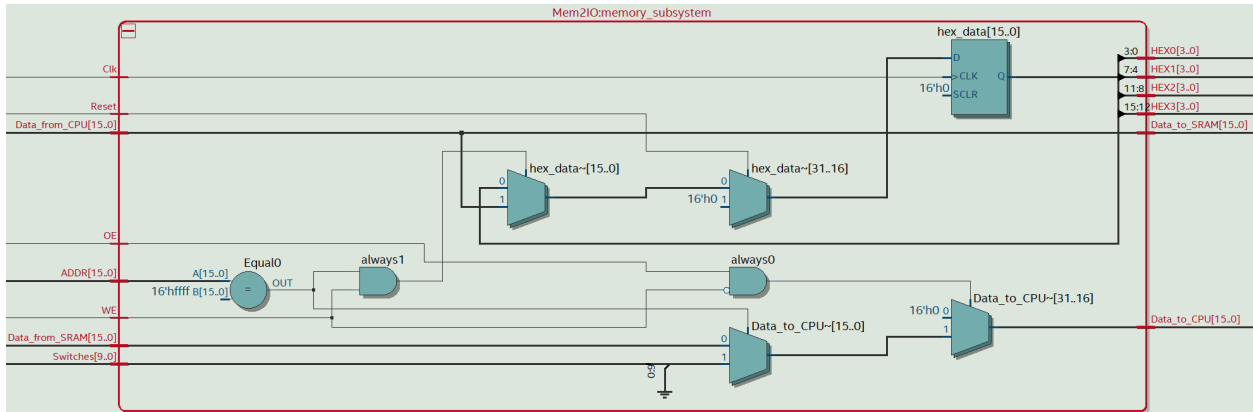 Mem2IO:memory_subsystem
hex_data[15..0]
3:0 HEX0[3..0]
D
Clk
>CLK Q
7:4 HEX1[3..0]
16'h0 SCLR
11:8 HEX2[3..0]
Reset
15:12 HEX3[3..0]
Data_from_CPU[15..0]
Data_to_SRAM[15..0]
hex_data~[15..0]
hex_data~[31..16]
0
1
0
16'h0 1
OE
Equal0
always1
always0
ADDR[15..0]
A[15..0]
= OUT
16'hffff B[15..0]
WE
Data_to_CPU~[31..16]
16'h0 0
1
Data_to_CPU[15..0]
Data_to_CPU~[15..0]
Data_from_SRAM[15..0]
0
Switches[9..0]
1
0:9